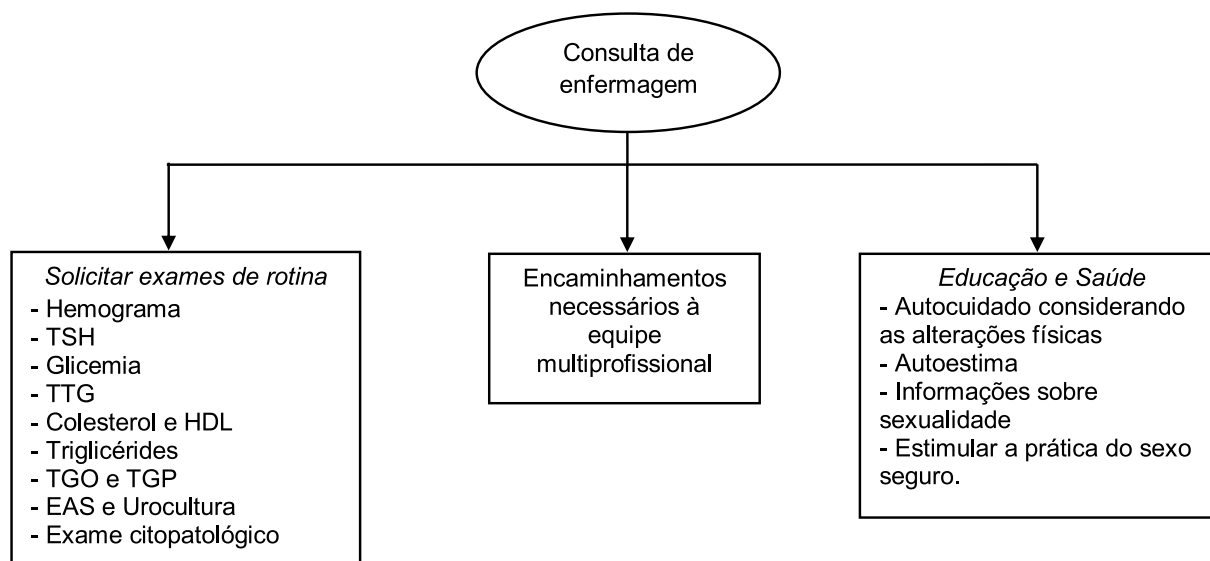 Consulta de
enfermagem
Solicitar exames de rotina
- Hemograma
- TSH
- Glicemia
- TTG
- Colesterol e HDL
- Triglicérides
- TGO e TGP
- EAS e Urocultura
- Exame citopatológico
Encaminhamentos
necessários à
equipe
multiprofissional
Educação e Saúde
- Autocuidado considerando
as alterações físicas
- Autoestima
- Informações sobre
sexualidade
- Estimular a prática do sexo
seguro.